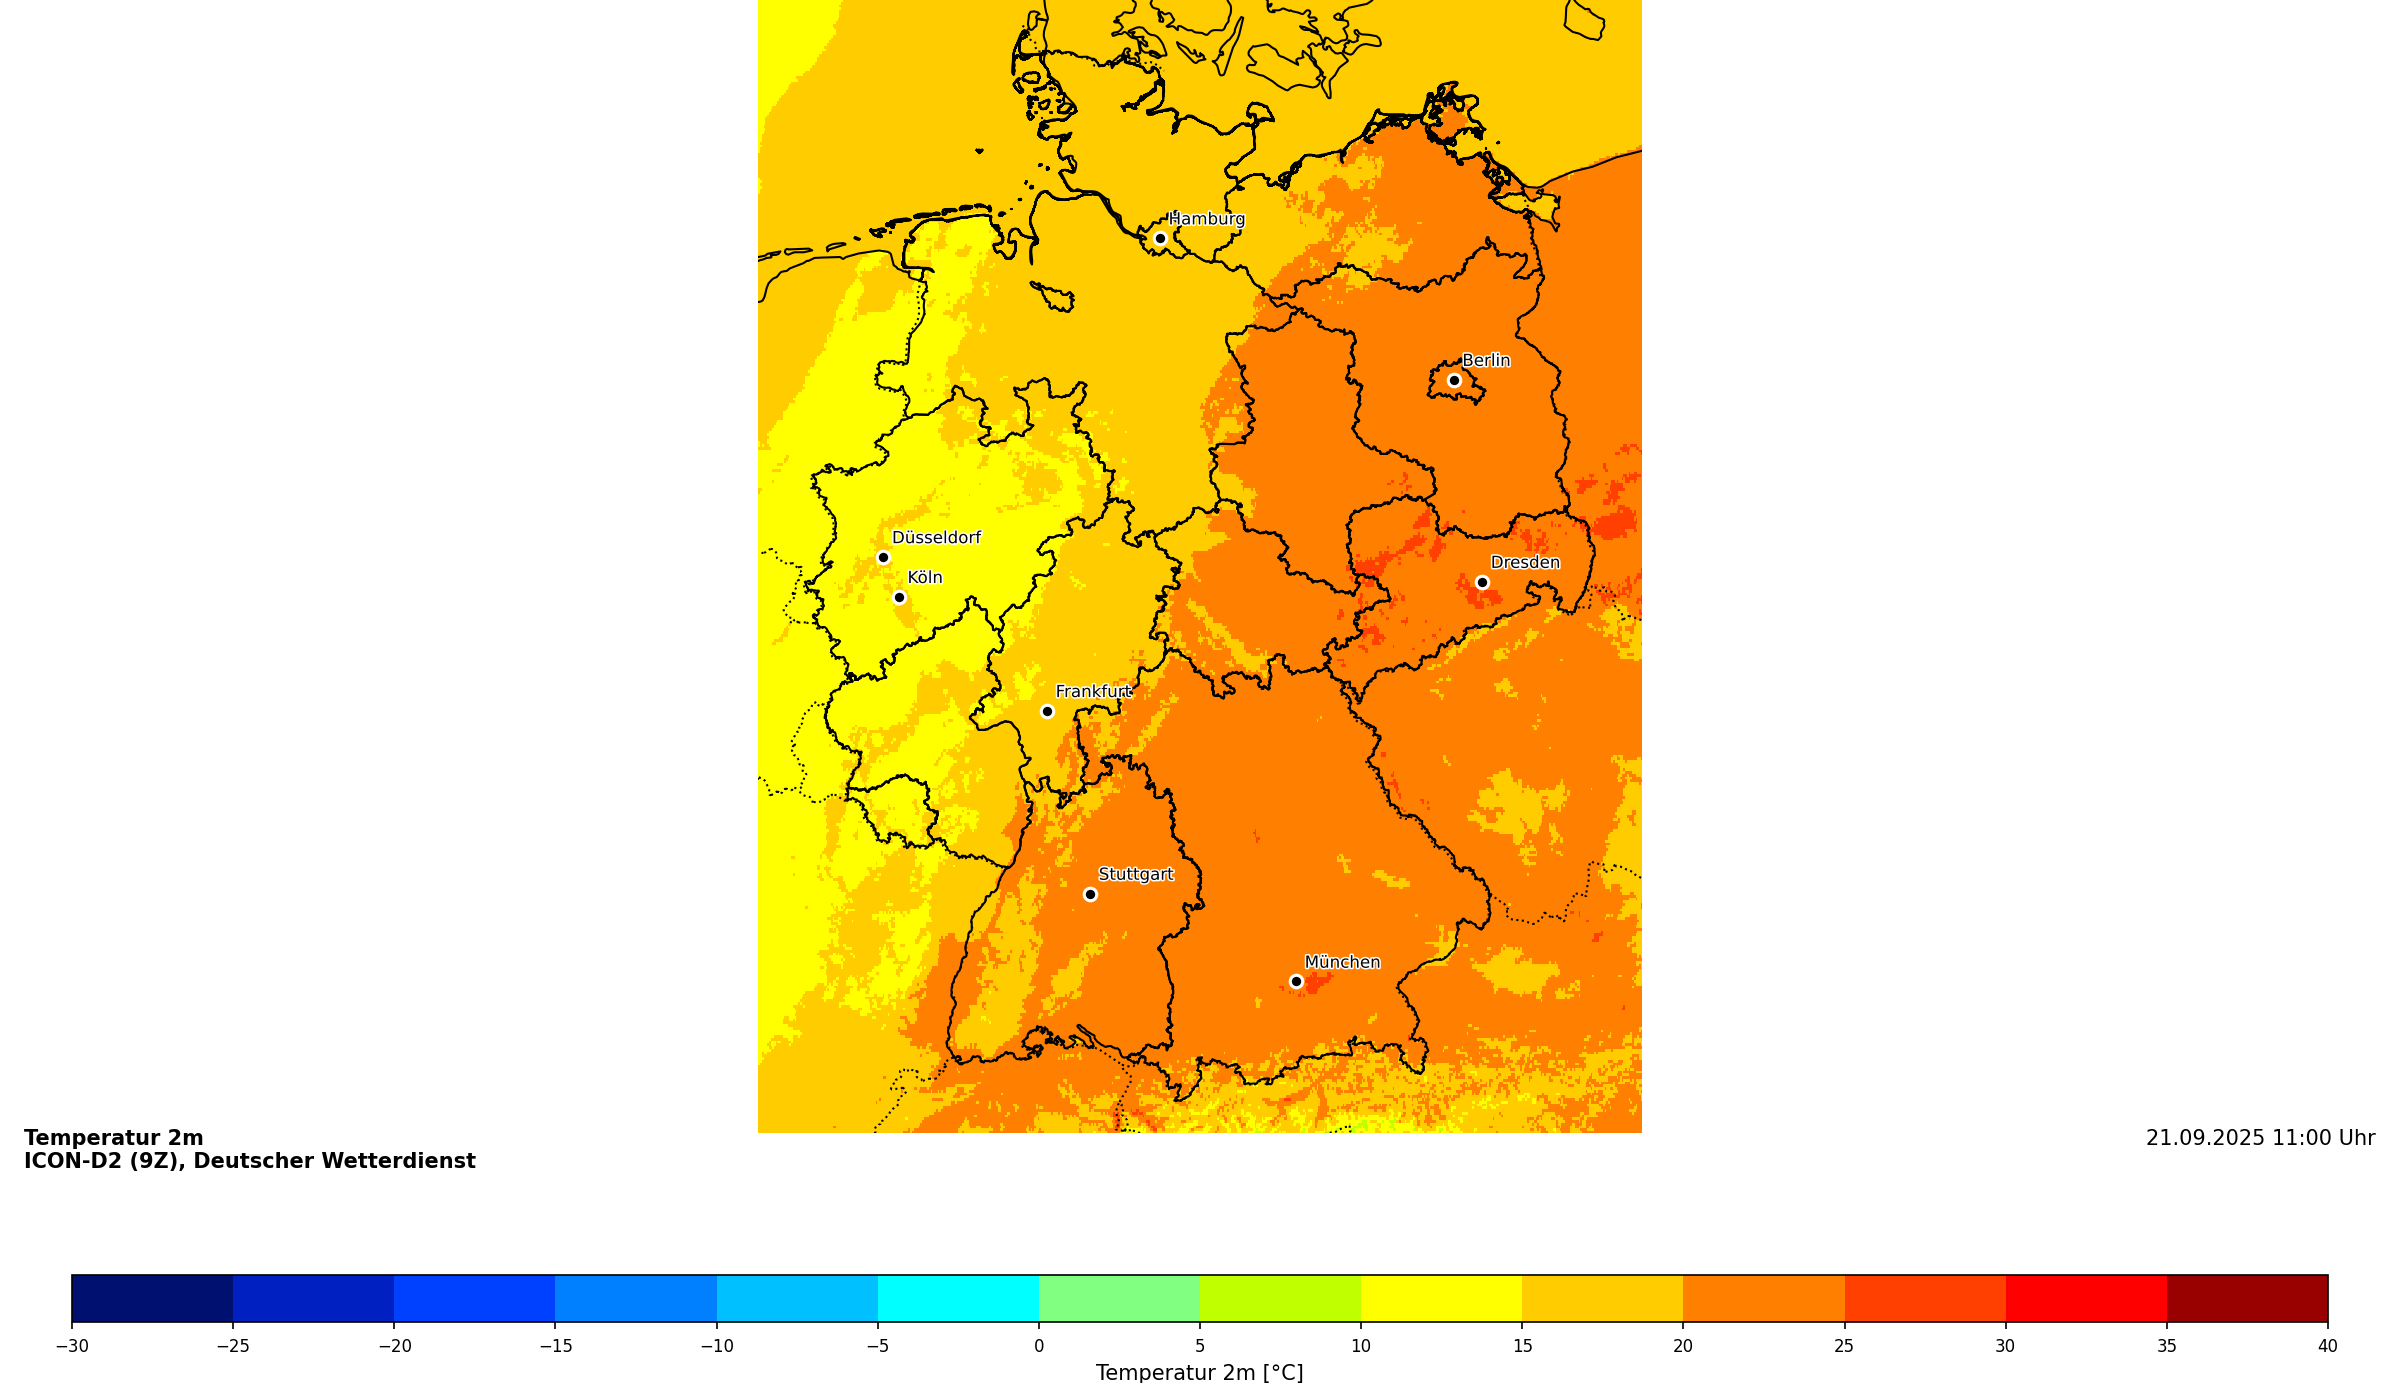 Hamburg
Berlin
Düsseldorf
Dresden
Köln
Frankfurt
Stuttgart
München
Temperatur 2m
ICON-D2 (9Z), Deutscher Wetterdienst
21.09.2025 11:00 Uhr
−30 −25 −20 −15 −10 −5 0 5 10 15 20 25 30 35 40
Temperatur 2m [°C]